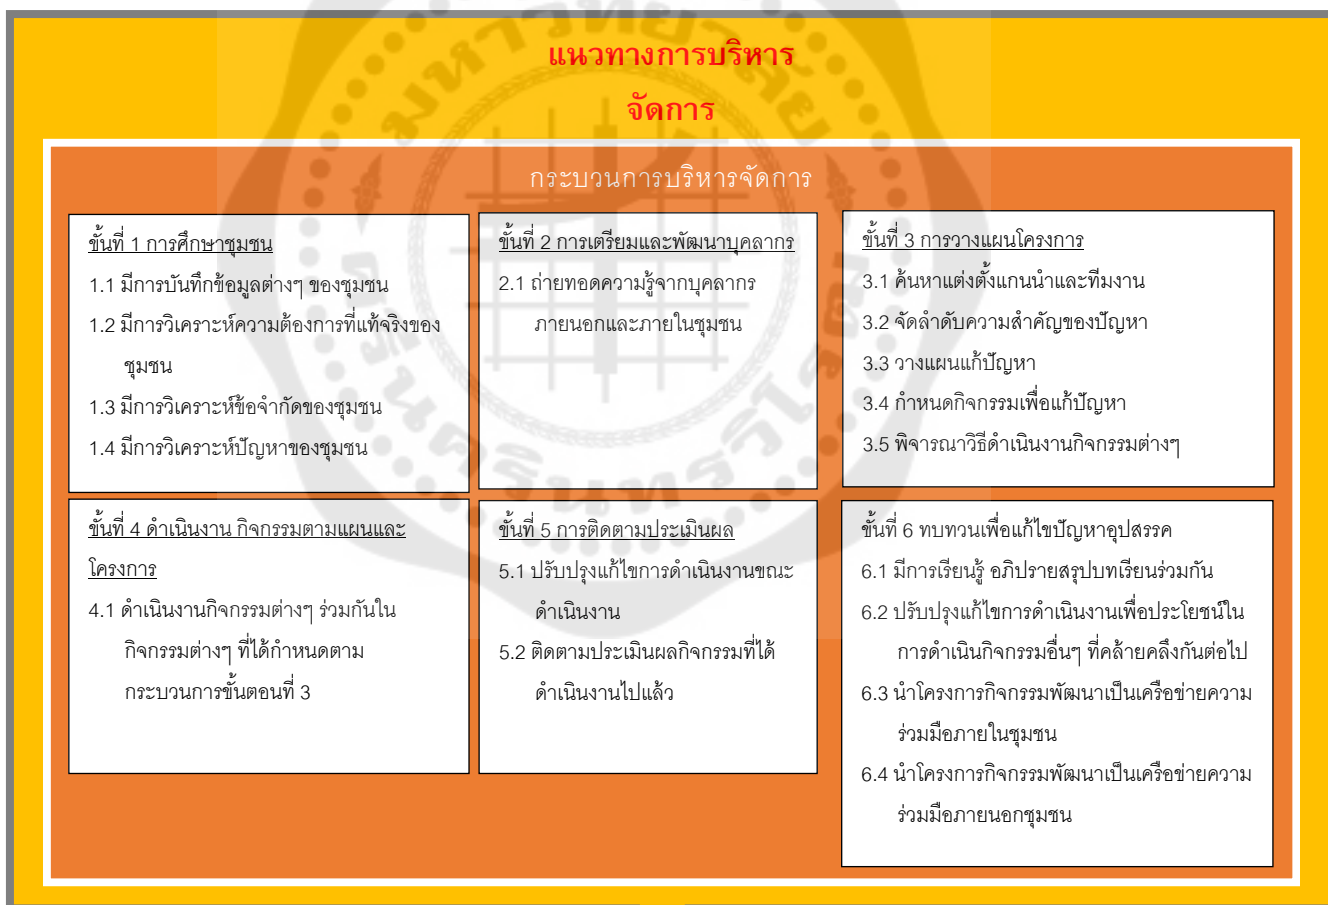 แนวทางการบริหาร
จัดการ
กระบวนการบริหารจัดการ
ขั้นที่ 1 การศึกษาชุมชน
1.1 มีการบันทึกข้อมูลต่างๆ ของชุมชน
1.2 มีการวิเคราะห์ความต้องการที่แท้จริงของ
ชุมชน
1.3 มีการวิเคราะห์ข้อจำกัดของชุมชน
1.4 มีการวิเคราะห์ปัญหาของชุมชน
ขั้นที่ 2 การเตรียมและพัฒนาบุคลากร
2.1 ถ่ายทอดความรู้จากบุคลากร
ภายนอกและภายในชุมชน
ขั้นที่ 3 การวางแผนโครงการ
3.1 ค้นหาแต่งตั้งแกนนำและทีมงาน
3.2 จัดลำดับความสำคัญของปัญหา
3.3 วางแผนแก้ปัญหา
3.4 กำหนดกิจกรรมเพื่อแก้ปัญหา
3.5 พิจารณาวิธีดำเนินงานกิจกรรมต่างๆ
ขั้นที่ 4 ดำเนินงาน กิจกรรมตามแผนและ
โครงการ
4.1 ดำเนินงานกิจกรรมต่างๆ ร่วมกันใน
กิจกรรมต่างๆ ที่ได้กำหนดตาม
กระบวนการขั้นตอนที่ 3
ขั้นที่ 5 การติดตามประเมินผล
5.1 ปรับปรุงแก้ไขการดำเนินงานขณะ
ดำเนินงาน
5.2 ติดตามประเมินผลกิจกรรมที่ได้
ดำเนินงานไปแล้ว
ขั้นที่ 6 ทบทวนเพื่อแก้ไขปัญหาอุปสรรค
6.1 มีการเรียนรู้ อภิปรายสรุปบทเรียนร่วมกัน
6.2 ปรับปรุงแก้ไขการดำเนินงานเพื่อประโยชน์ใน
การดำเนินกิจกรรมอื่นๆ ที่คล้ายคลึงกันต่อไป
6.3 นำโครงการกิจกรรมพัฒนาเป็นเครือข่ายความ
ร่วมมือภายในชุมชน
6.4 นำโครงการกิจกรรมพัฒนาเป็นเครือข่ายความ
ร่วมมือภายนอกชุมชน
มหาวิทยาลัย
ศรีนครินทรวิโรฒ